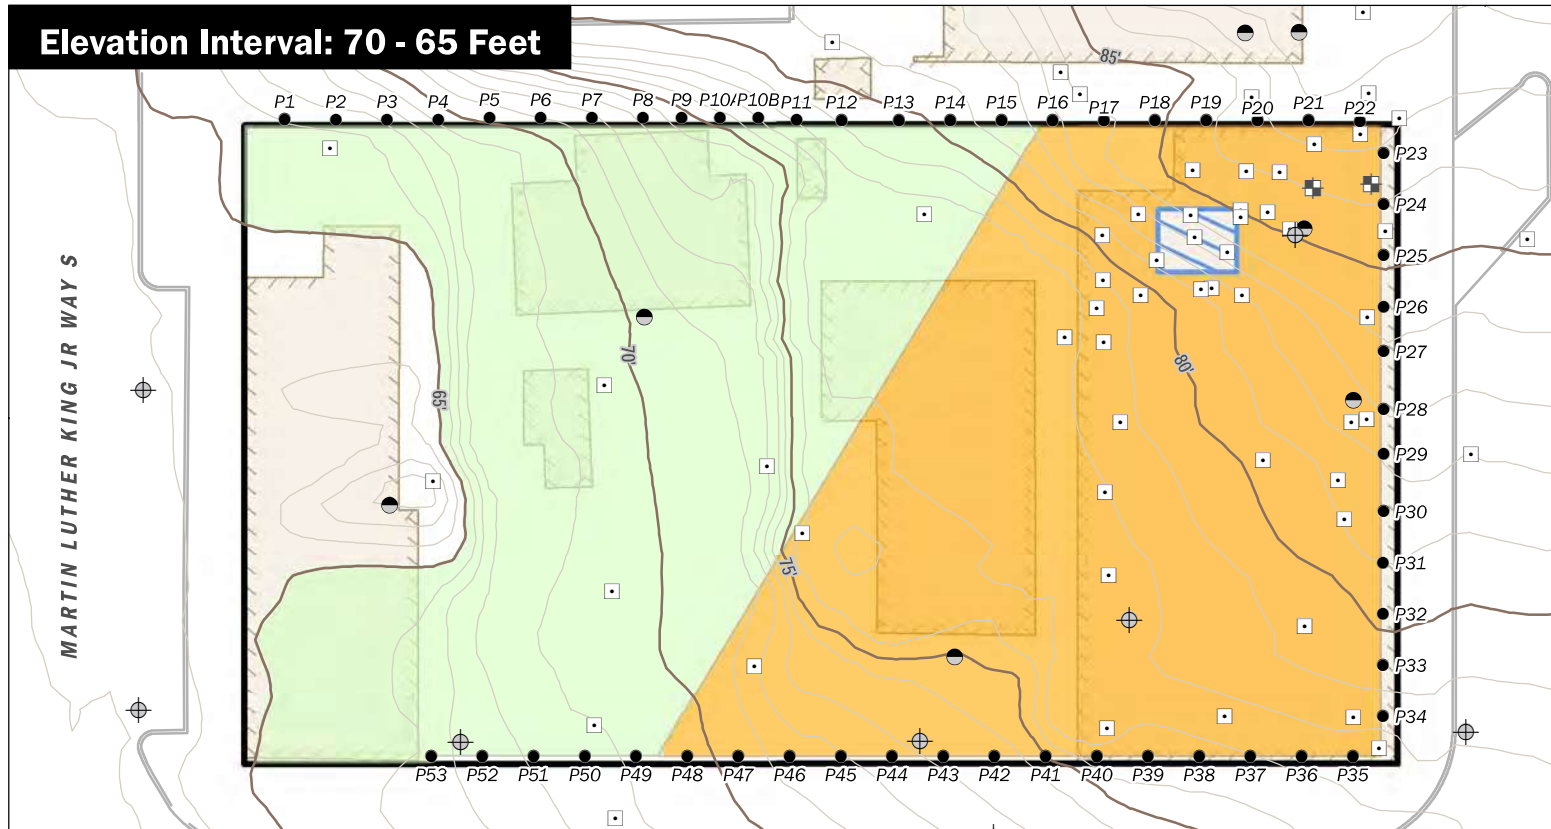 Elevation Interval: 70 - 65 Feet
85'
P1 P2 P3 P4 P5 P6 P7 P8 P9 P10A P10B P11 P12 P13 P14 P15 P16 P17 P18 P19 P20 P21 P22
P23
P24
P25
P26
P27
70'
80'
65'
P28
P29
P30
75'
P31
P32
P33
P34
MARTIN LUTHER KING JR WAY S
P53 P52 P51 P50 P49 P48 P47 P46 P45 P44 P43 P42 P41 P40 P39 P38 P37 P36 P35